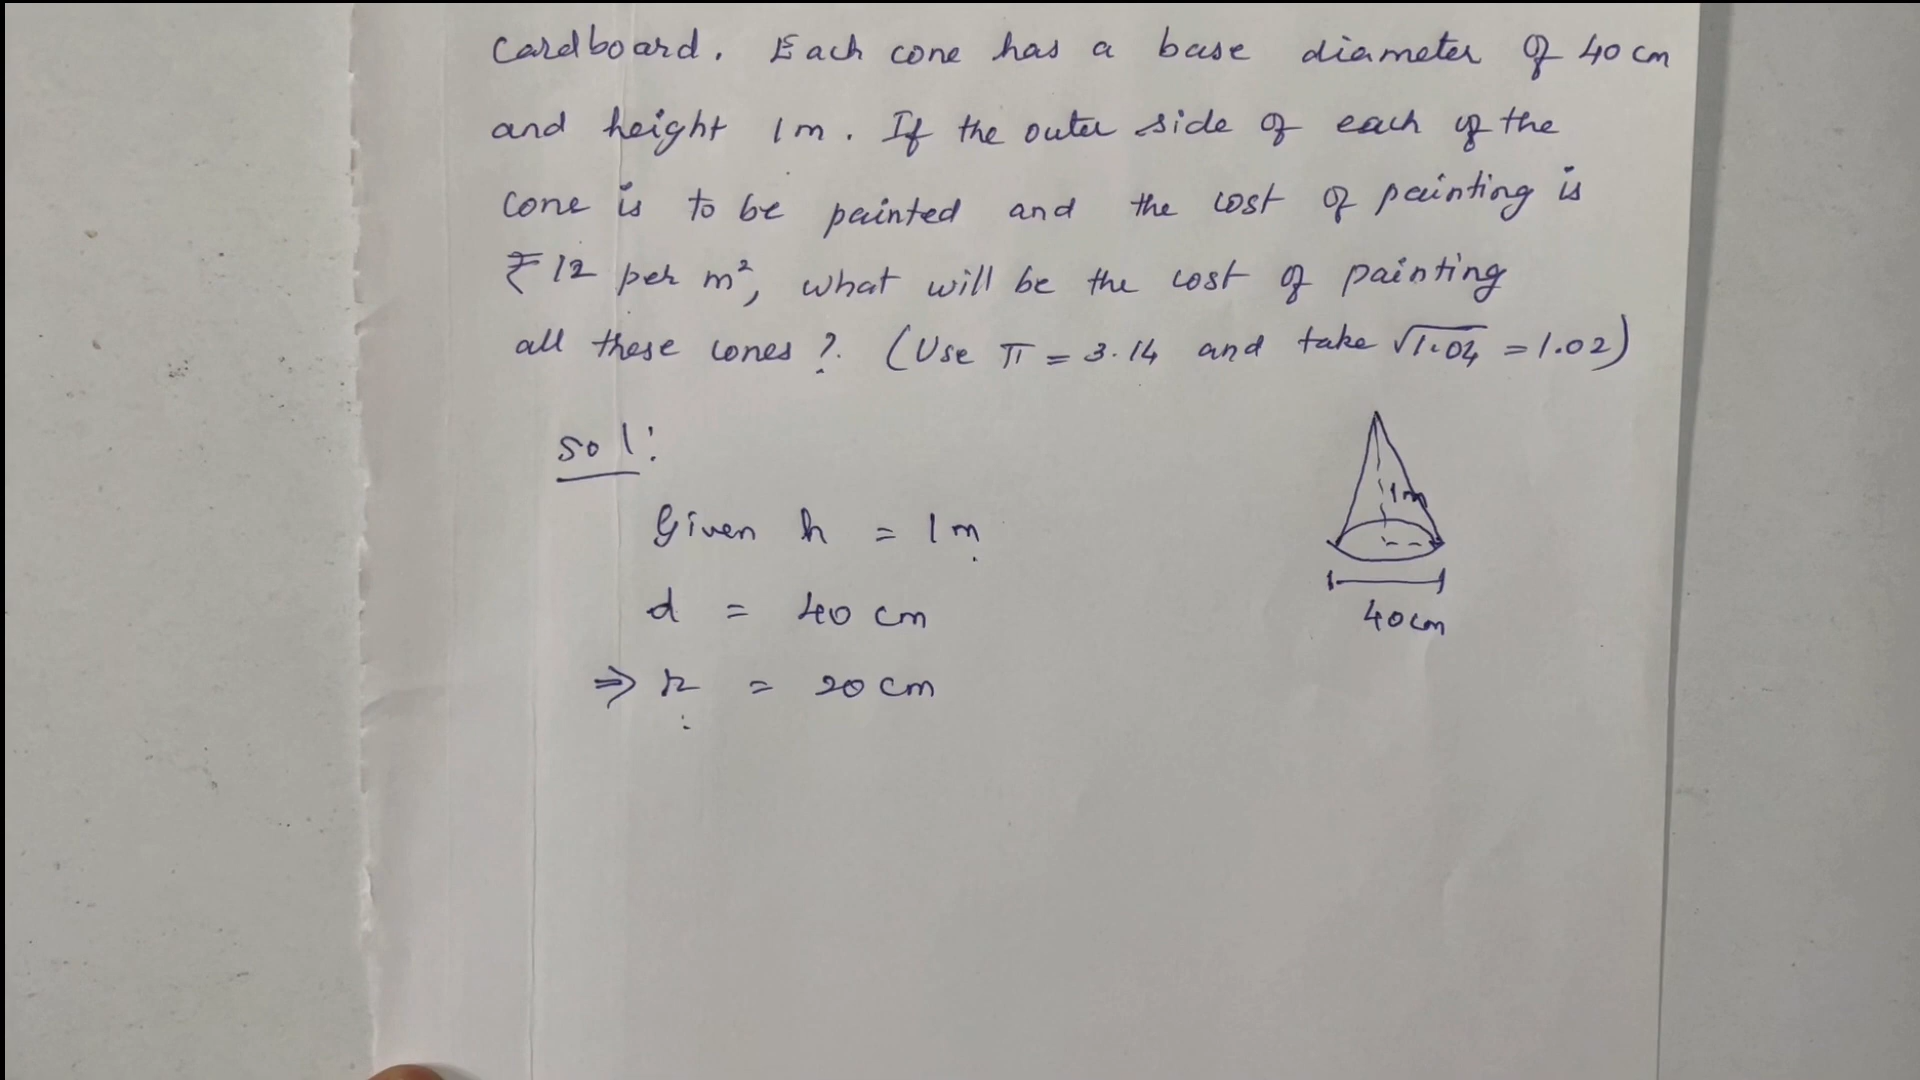 Cardboard. Each cone has a base diameter of 40 cm
and height 1m. If the outer side of each of the
cone is to be painted and the cost of painting is
₹12 per m², what will be the cost of painting
all these cones? (Use π = 3.14 and take √1.04 = 1.02)
Sol:
1m
Given h = 1m
d = 40 cm
40cm
⇒ r = 20 cm